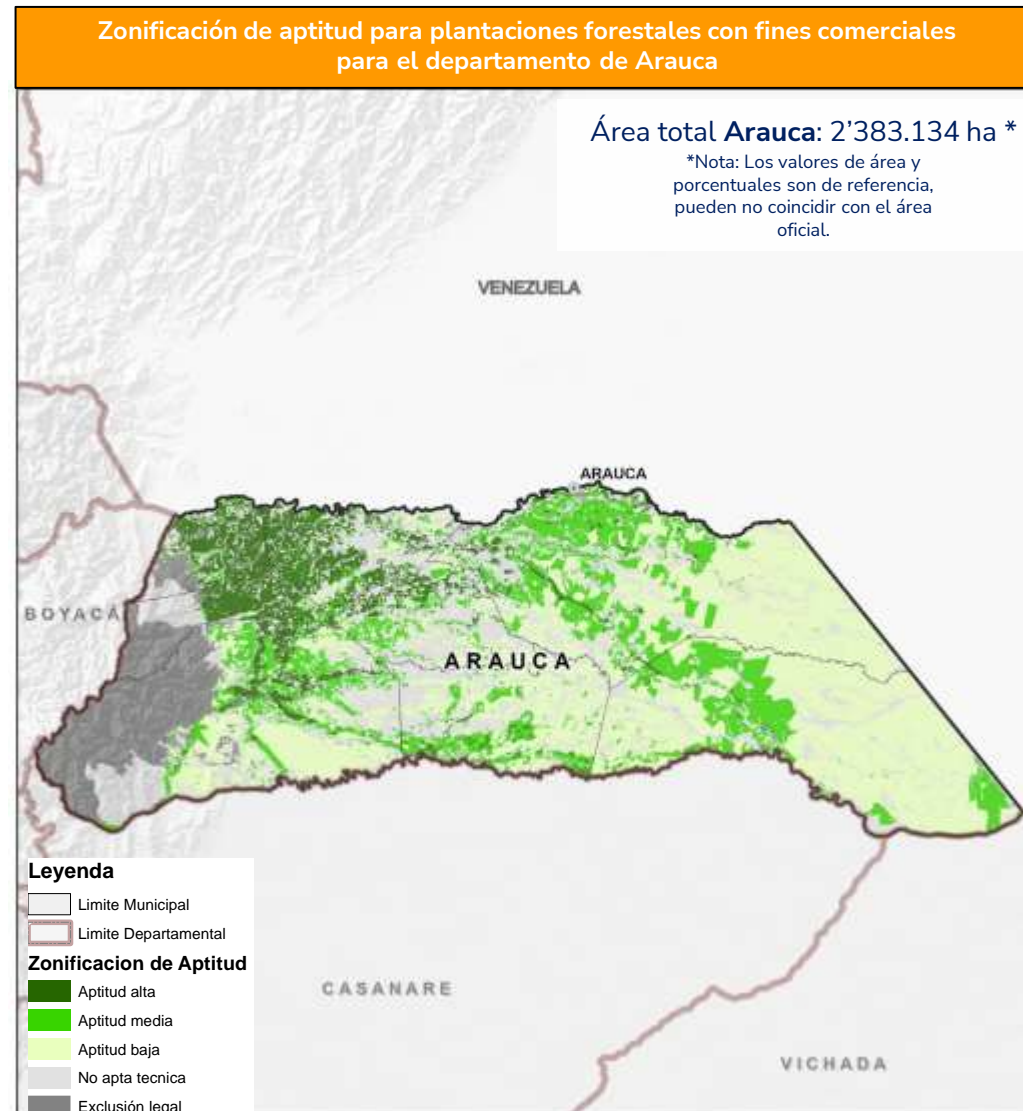 Zonificación de aptitud para plantaciones forestales con fines comerciales
para el departamento de Arauca
Área total Arauca: 2’383.134 ha *
*Nota: Los valores de área y
porcentuales son de referencia,
pueden no coincidir con el área
oficial.
VENEZUELA
ARAUCA
BOYACÁ
ARAUCA
CASANARE
VICHADA
Leyenda
Limite Municipal
Limite Departamental
Zonificacion de Aptitud
Aptitud alta
Aptitud media
Aptitud baja
No apta tecnica
Exclusión legal